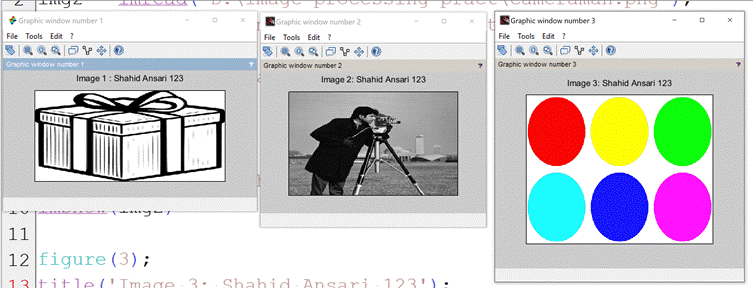 2 img2 = imread("D:\image processing pract\cameraman.png");
Graphic window number 1
File Tools Edit ?
Graphic window number 1 ?
Image 1 : Shahid Ansari 123
Graphic window number 2
File Tools Edit ?
Graphic window number 2 ?
Image 2: Shahid Ansari 123
Graphic window number 3
File Tools Edit ?
Graphic window number 3 ?
Image 3: Shahid Ansari 123
10 imshow(img2)
11
12 figure(3);
13 title('Image 3: Shahid Ansari 123');